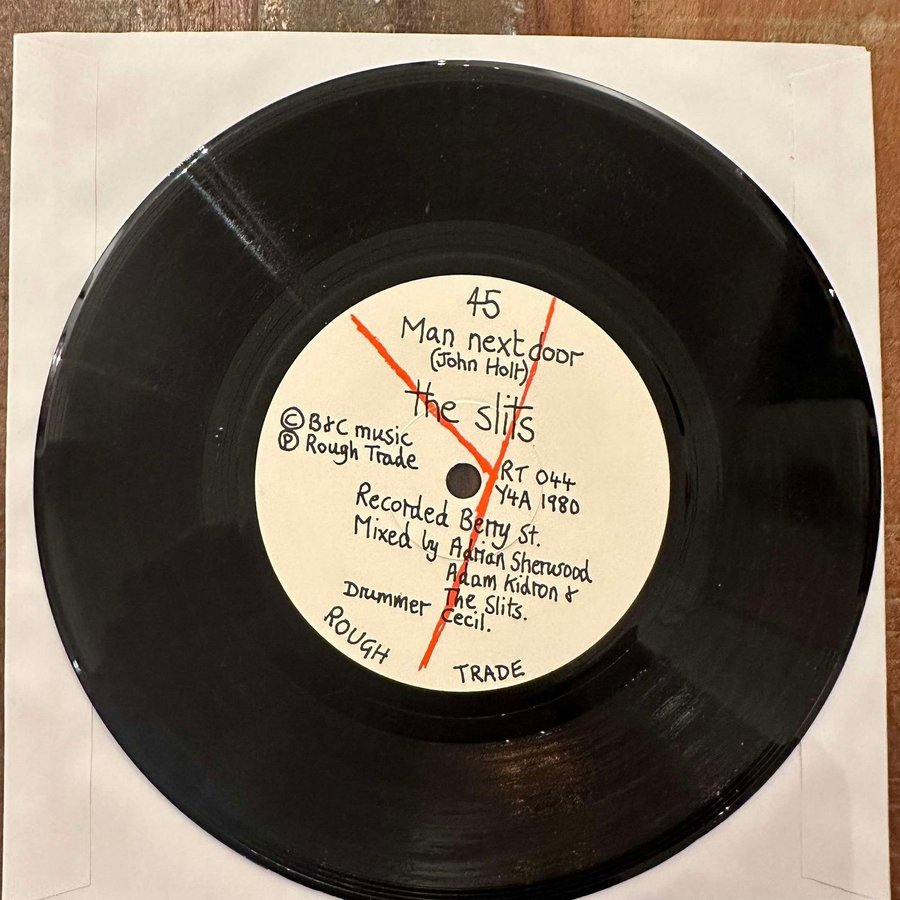 45
Man next door
(John Holt)
the slits
© B&C music
℗ Rough Trade
RT 044
Y4A 1980
Recorded Berry St.
Mixed by Adrian Sherwood
Adam Kidron &
The Slits.
Drummer Cecil.
ROUGH TRADE